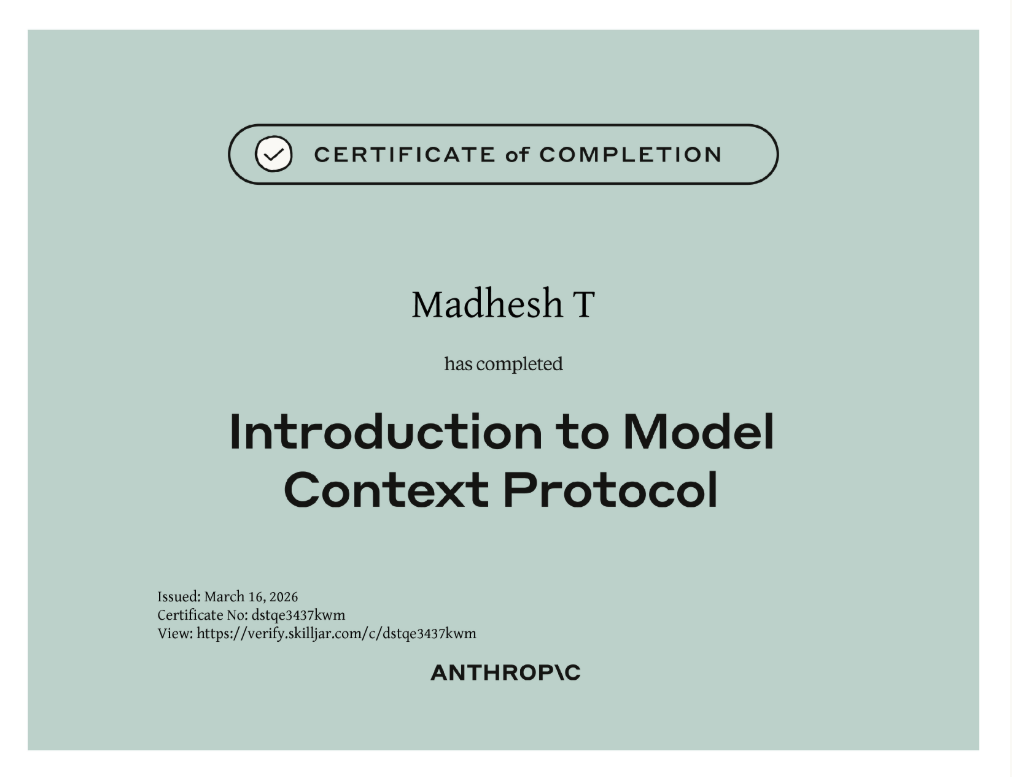 CERTIFICATE of COMPLETION
Madhesh T
has completed
Introduction to Model
Context Protocol
Issued: March 16, 2026
Certificate No: dstqe3437kwm
View: https://verify.skilljar.com/c/dstqe3437kwm
ANTHROP\C